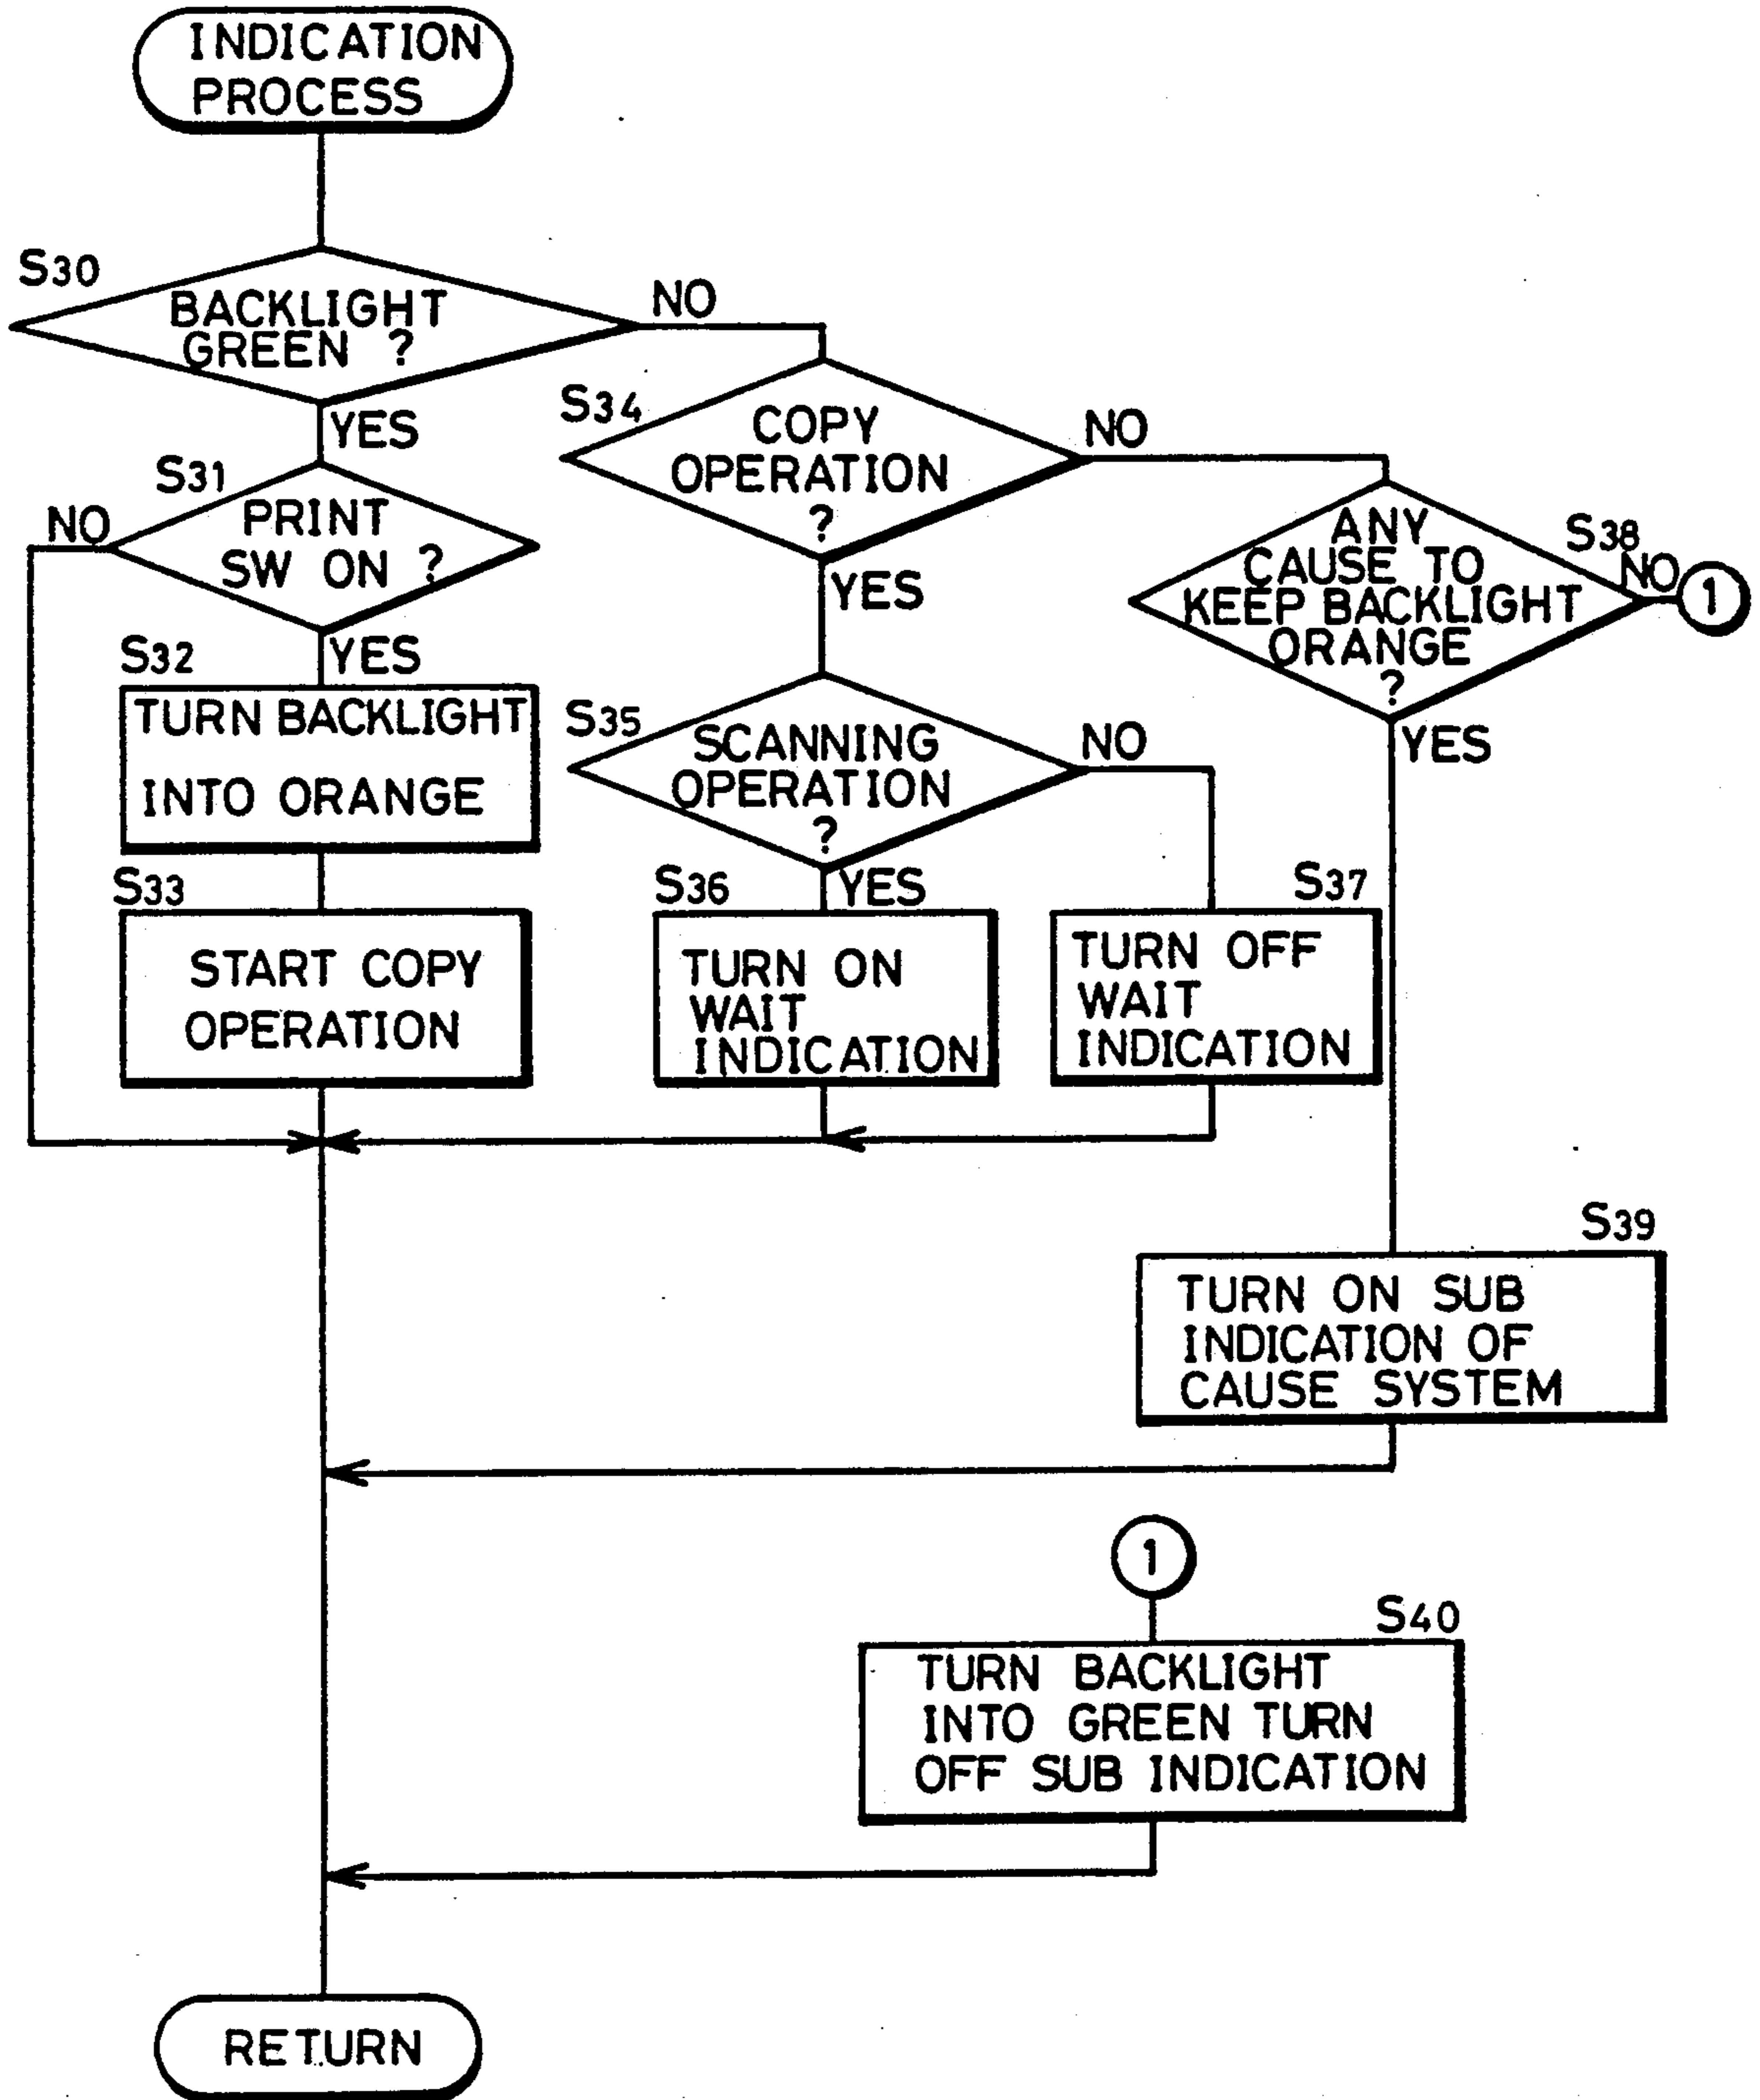 INDICATION
PROCESS
S30
BACKLIGHT
GREEN ?
NO
YES
S31
PRINT
SW ON ?
NO
YES
S32
TURN BACKLIGHT
INTO ORANGE
S33
START COPY
OPERATION
S34
COPY
OPERATION
?
NO
YES
S35
SCANNING
OPERATION
?
NO
YES
S36
TURN ON
WAIT
INDICATION
S37
TURN OFF
WAIT
INDICATION
S38
ANY
CAUSE TO
KEEP BACKLIGHT
ORANGE
?
NO
1
YES
S39
TURN ON SUB
INDICATION OF
CAUSE SYSTEM
1
S40
TURN BACKLIGHT
INTO GREEN TURN
OFF SUB INDICATION
RETURN